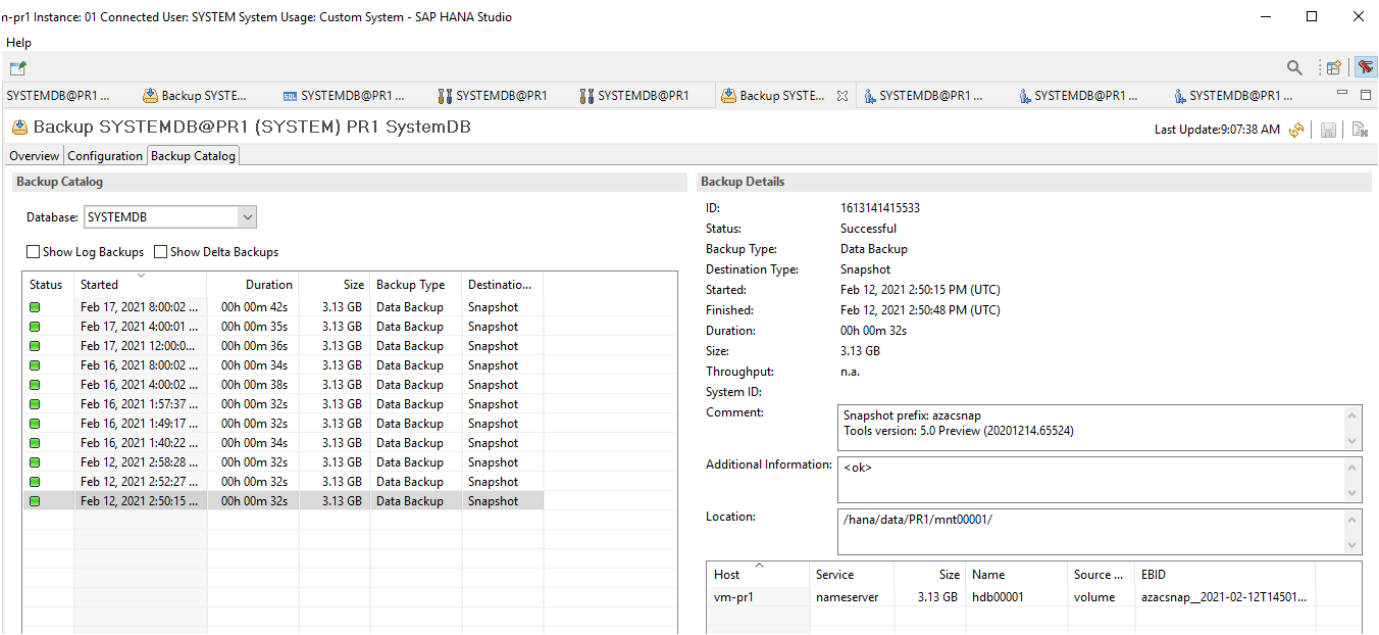 n-pr1 Instance: 01 Connected User: SYSTEM System Usage: Custom System - SAP HANA Studio
Help
SYSTEMDB@PR1 ... Backup SYSTE... SQL SYSTEMDB@PR1 ... SYSTEMDB@PR1 SYSTEMDB@PR1 Backup SYSTE... SYSTEMDB@PR1 ... SYSTEMDB@PR1 ... SYSTEMDB@PR1 ...
Backup SYSTEMDB@PR1 (SYSTEM) PR1 SystemDB
Last Update:9:07:38 AM
Overview Configuration Backup Catalog
Backup Catalog
Database: SYSTEMDB
Show Log Backups Show Delta Backups
Status Started Duration Size Backup Type Destinatio...
Feb 17, 2021 8:00:02 ... 00h 00m 42s 3.13 GB Data Backup Snapshot
Feb 17, 2021 4:00:01 ... 00h 00m 35s 3.13 GB Data Backup Snapshot
Feb 17, 2021 12:00:0... 00h 00m 36s 3.13 GB Data Backup Snapshot
Feb 16, 2021 8:00:02 ... 00h 00m 34s 3.13 GB Data Backup Snapshot
Feb 16, 2021 4:00:02 ... 00h 00m 38s 3.13 GB Data Backup Snapshot
Feb 16, 2021 1:57:37 ... 00h 00m 32s 3.13 GB Data Backup Snapshot
Feb 16, 2021 1:49:17 ... 00h 00m 32s 3.13 GB Data Backup Snapshot
Feb 16, 2021 1:40:22 ... 00h 00m 34s 3.13 GB Data Backup Snapshot
Feb 12, 2021 2:58:28 ... 00h 00m 32s 3.13 GB Data Backup Snapshot
Feb 12, 2021 2:52:27 ... 00h 00m 32s 3.13 GB Data Backup Snapshot
Feb 12, 2021 2:50:15 ... 00h 00m 32s 3.13 GB Data Backup Snapshot
Backup Details
ID: 1613141415533
Status: Successful
Backup Type: Data Backup
Destination Type: Snapshot
Started: Feb 12, 2021 2:50:15 PM (UTC)
Finished: Feb 12, 2021 2:50:48 PM (UTC)
Duration: 00h 00m 32s
Size: 3.13 GB
Throughput: n.a.
System ID:
Comment: Snapshot prefix: azacsnap
Tools version: 5.0 Preview (20201214.65524)
Additional Information: <ok>
Location: /hana/data/PR1/mnt00001/
Host Service Size Name Source ... EBID
vm-pr1 nameserver 3.13 GB hdb00001 volume azacsnap__2021-02-12T14501...